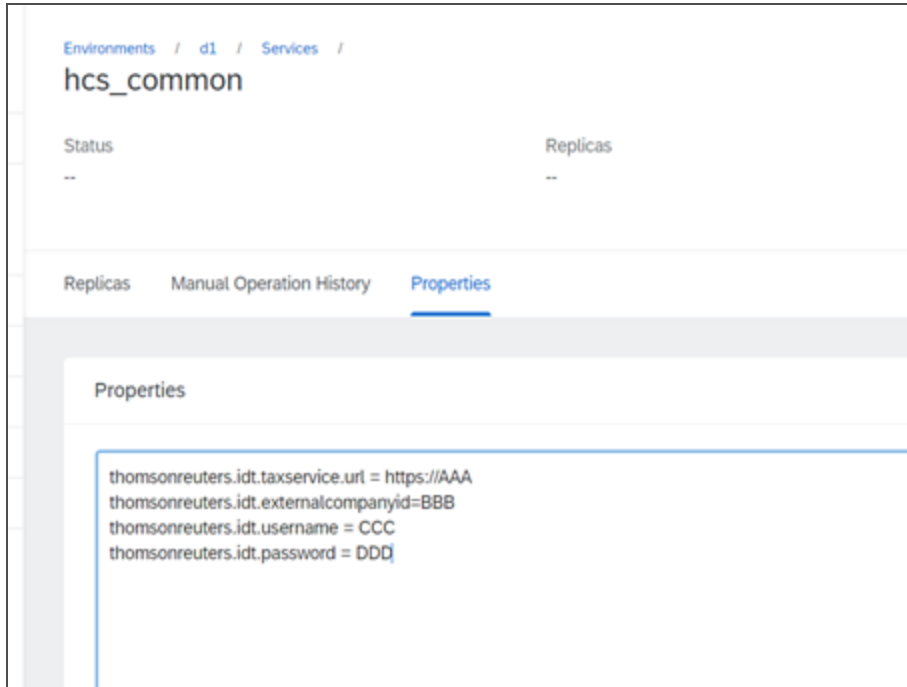 Environments / d1 / Services /
hcs_common
Status
Replicas
--
--
Replicas Manual Operation History Properties
Properties
thomsonreuters.idt.taxservice.url = https://AAA
thomsonreuters.idt.externalcompanyid=BBB
thomsonreuters.idt.username = CCC
thomsonreuters.idt.password = DDD